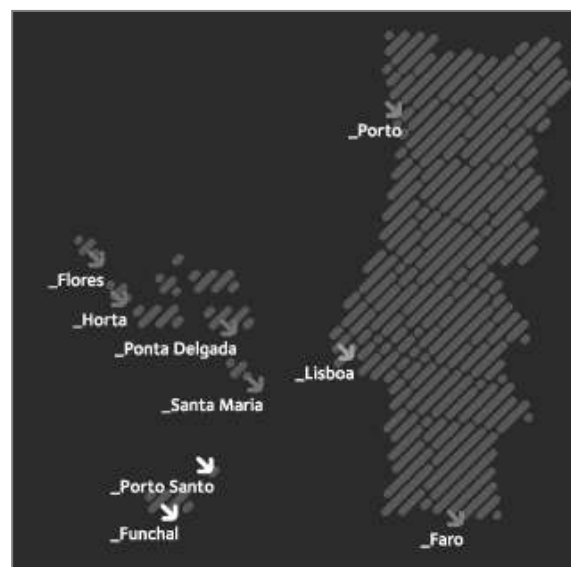 _Porto
_Flores
_Horta
_Ponta Delgada
_Lisboa
_Santa Maria
_Porto Santo
_Funchal
_Faro